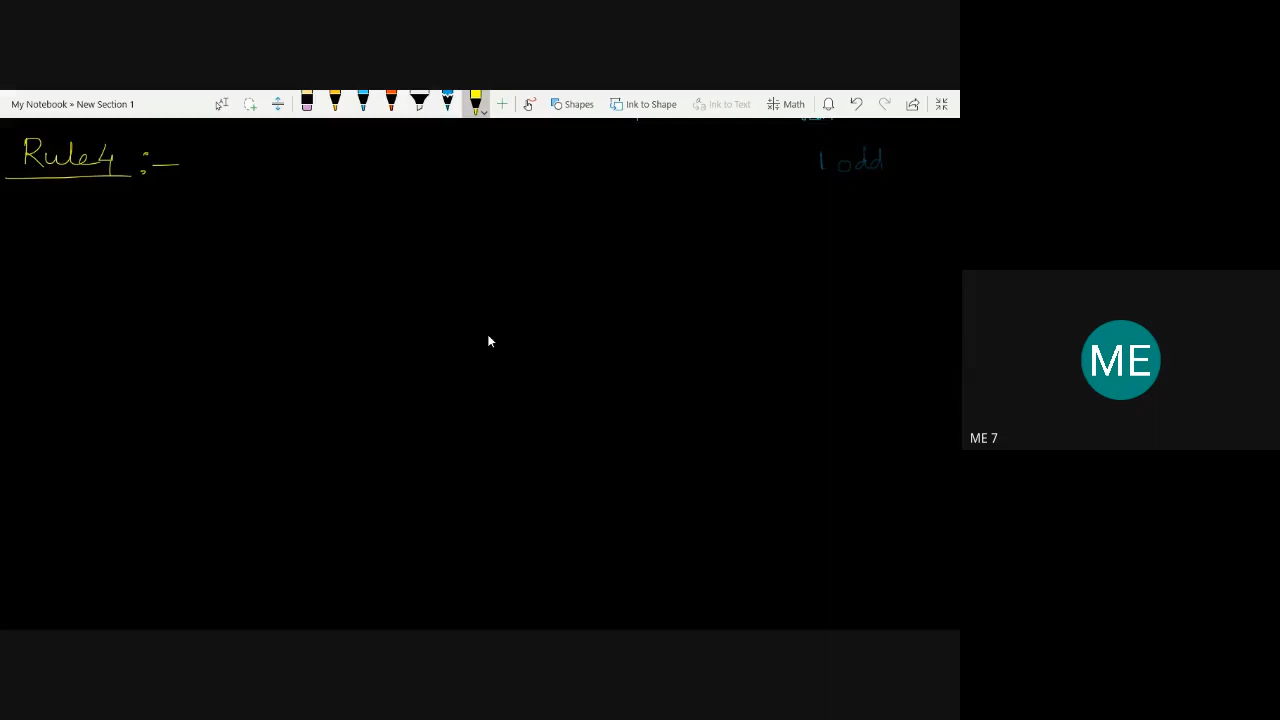 My Notebook » New Section 1
Shapes
Ink to Shape
Ink to Text
Math
Rule4 :-
1 odd
ME
ME 7